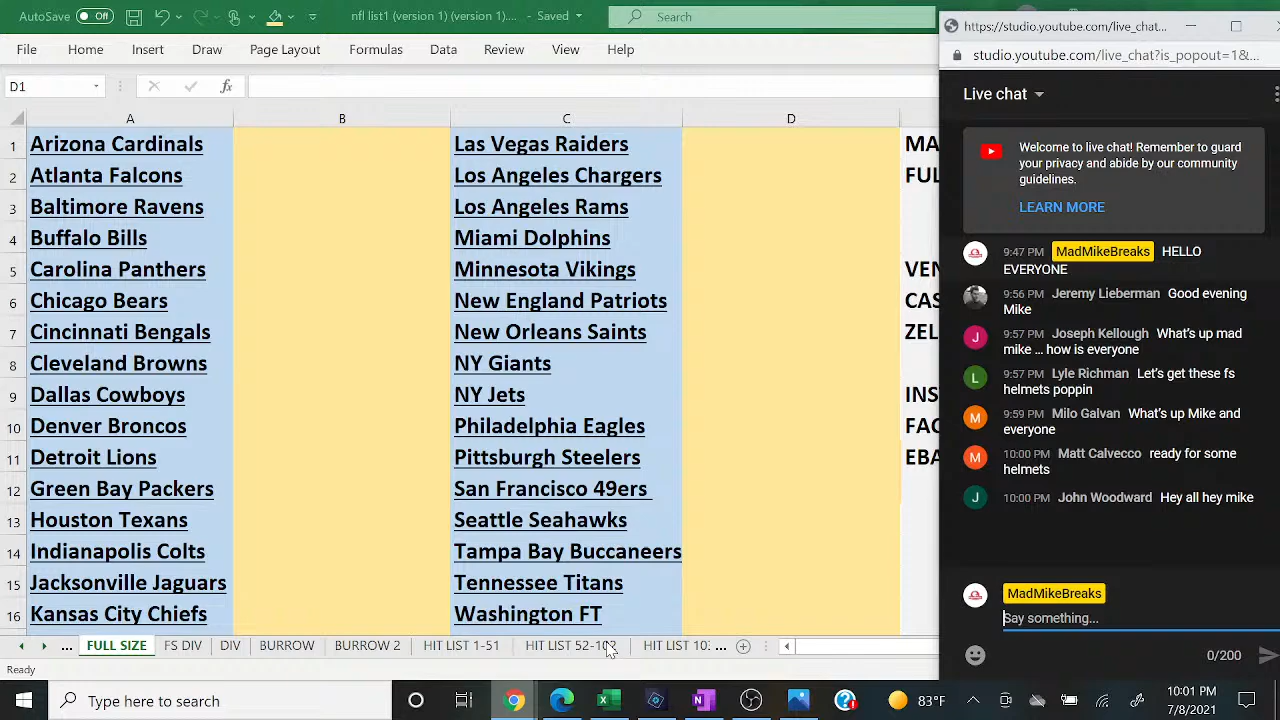 AutoSave Off nfl list1 (version 1) (version 1).... - Saved Search
File Home Insert Draw Page Layout Formulas Data Review View Help
D1 fx
A B C D
1 Arizona Cardinals Las Vegas Raiders MA
2 Atlanta Falcons Los Angeles Chargers FUL
3 Baltimore Ravens Los Angeles Rams
4 Buffalo Bills Miami Dolphins
5 Carolina Panthers Minnesota Vikings VEN
6 Chicago Bears New England Patriots CAS
7 Cincinnati Bengals New Orleans Saints ZEL
8 Cleveland Browns NY Giants
9 Dallas Cowboys NY Jets INS
10 Denver Broncos Philadelphia Eagles FAC
11 Detroit Lions Pittsburgh Steelers EBA
12 Green Bay Packers San Francisco 49ers
13 Houston Texans Seattle Seahawks
14 Indianapolis Colts Tampa Bay Buccaneers
15 Jacksonville Jaguars Tennessee Titans
16 Kansas City Chiefs Washington FT
... FULL SIZE FS DIV DIV BURROW BURROW 2 HIT LIST 1-51 HIT LIST 52-102 HIT LIST 10 ...
Ready
https://studio.youtube.com/live_chat...
studio.youtube.com/live_chat?is_popout=1&...
Live chat
Welcome to live chat! Remember to guard
your privacy and abide by our community
guidelines.
LEARN MORE
9:47 PM MadMikeBreaks HELLO
EVERYONE
9:56 PM Jeremy Lieberman Good evening
Mike
J 9:57 PM Joseph Kellough What's up mad
mike ... how is everyone
L 9:57 PM Lyle Richman Let's get these fs
helmets poppin
M 9:59 PM Milo Galvan What's up Mike and
everyone
M 10:00 PM Matt Calvecco ready for some
helmets
J 10:00 PM John Woodward Hey all hey mike
MadMikeBreaks
Say something...
0/200
Type here to search 83°F 10:01 PM
7/8/2021